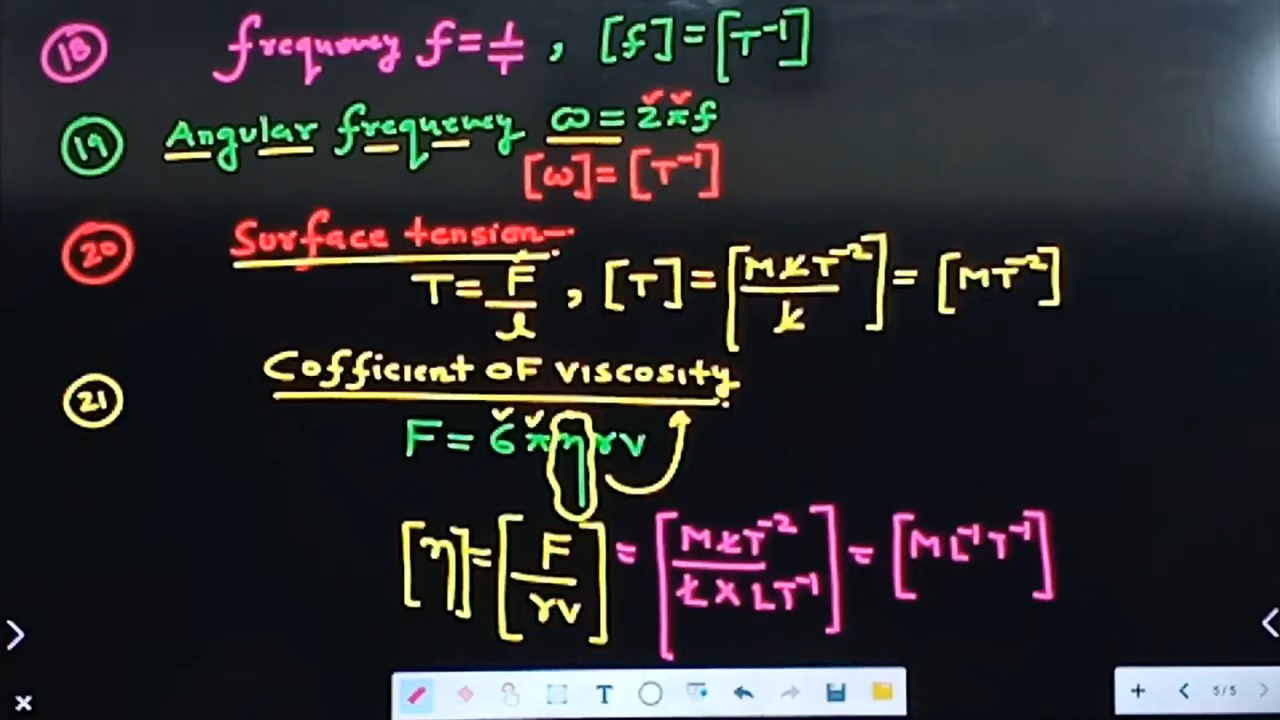 18 frequency f = 1/T , [f] = [T⁻¹]
19 Angular frequency ω = 2πf
[ω] = [T⁻¹]
20 Surface tension –
T = F/l , [T] = [MLT⁻²/L] = [MT⁻²]
21 Cofficient of viscosity
F = 6πηrv
[η] = [F/rv] = [MLT⁻²/L×LT⁻¹] = [ML⁻¹T⁻¹]
T
5/5